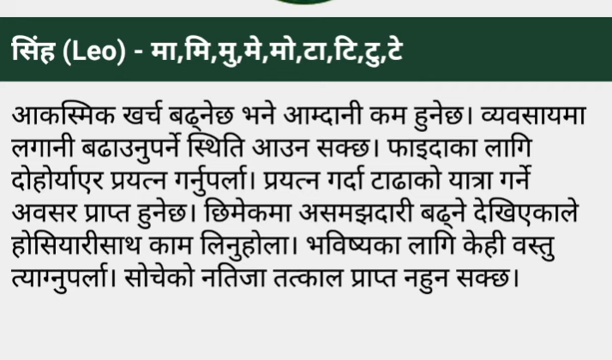 सिंह (Leo) - मा,मि,मु,मे,मो,टा,टि,टु,टे
आकस्मिक खर्च बढ्नेछ भने आम्दानी कम हुनेछ। व्यवसायमा
लगानी बढाउनुपर्ने स्थिति आउन सक्छ। फाइदाका लागि
दोहोर्याएर प्रयत्न गर्नुपर्ला। प्रयत्न गर्दा टाढाको यात्रा गर्ने
अवसर प्राप्त हुनेछ। छिमेकमा असमझदारी बढ्ने देखिएकाले
होसियारीसाथ काम लिनुहोला। भविष्यका लागि केही वस्तु
त्याग्नुपर्ला। सोचेको नतिजा तत्काल प्राप्त नहुन सक्छ।